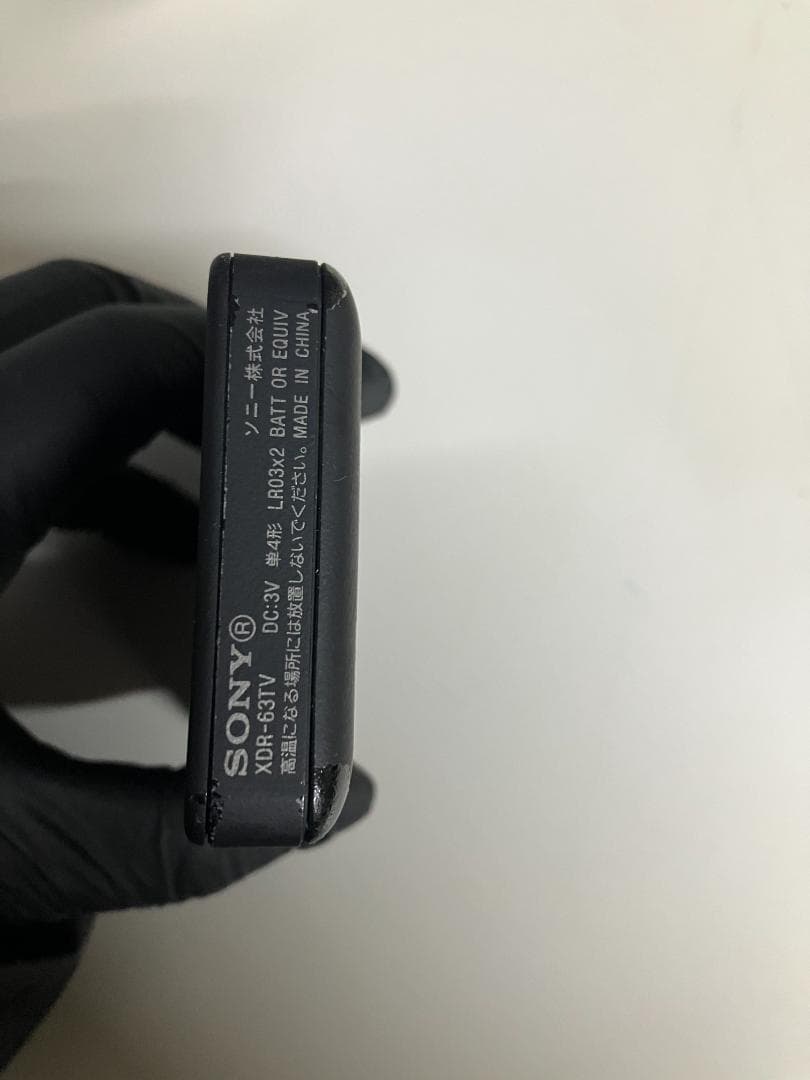 SONY® ソニー株式会社
XDR-63TV DC:3V 単4形 LR03x2 BATT OR EQUIV
高温になる場所には放置しないでください。 MADE IN CHINA